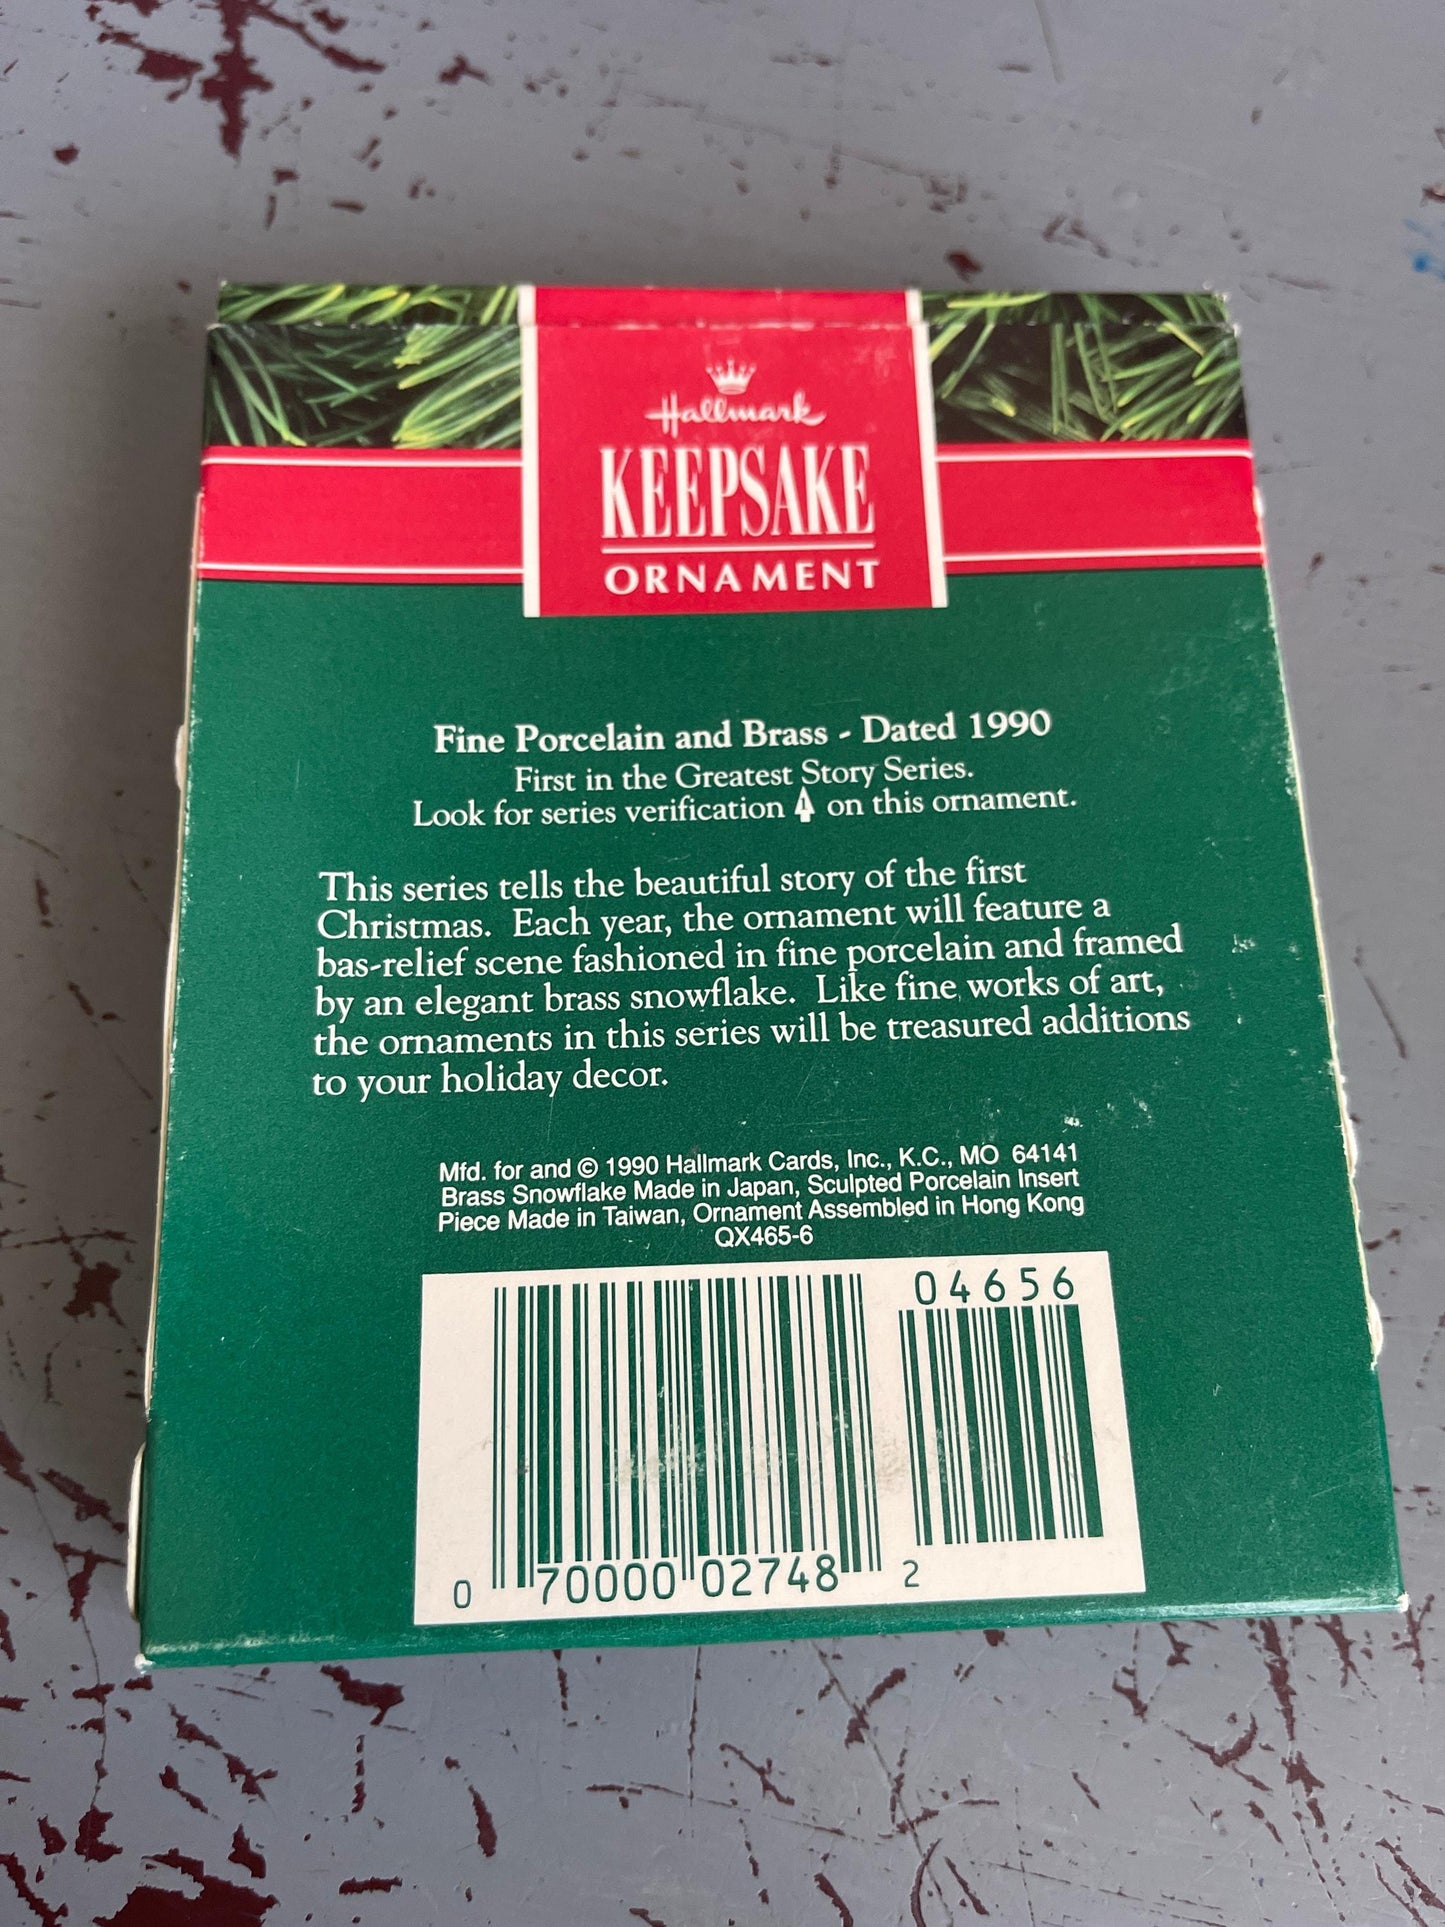 Hallmark
KEEPSAKE
ORNAMENT
Fine Porcelain and Brass - Dated 1990
First in the Greatest Story Series.
Look for series verification on this ornament.
This series tells the beautiful story of the first
Christmas. Each year, the ornament will feature a
bas-relief scene fashioned in fine porcelain and framed
by an elegant brass snowflake. Like fine works of art,
the ornaments in this series will be treasured additions
to your holiday decor.
Mfd. for and © 1990 Hallmark Cards, Inc., K.C., MO 64141
Brass Snowflake Made in Japan, Sculpted Porcelain Insert
Piece Made in Taiwan, Ornament Assembled in Hong Kong
QX465-6
04656
0 70000 02748 2